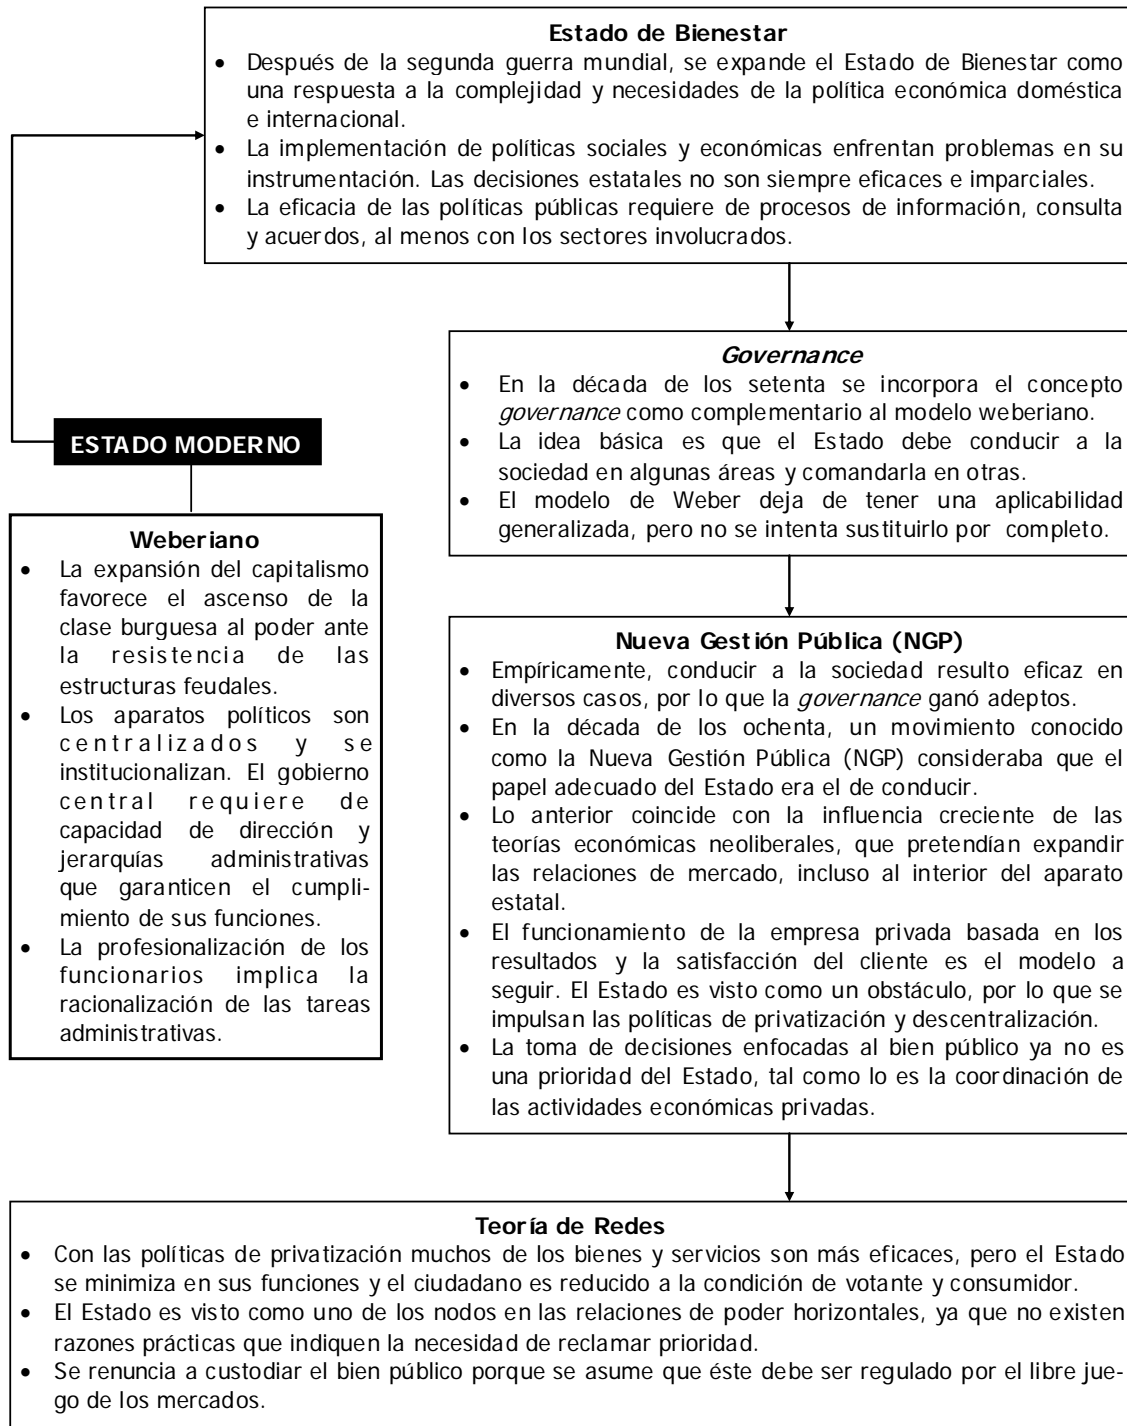 Estado de Bienestar
• Después de la segunda guerra mundial, se expande el Estado de Bienestar como
una respuesta a la complejidad y necesidades de la política económica doméstica
e internacional.
• La implementación de políticas sociales y económicas enfrentan problemas en su
instrumentación. Las decisiones estatales no son siempre eficaces e imparciales.
• La eficacia de las políticas públicas requiere de procesos de información, consulta
y acuerdos, al menos con los sectores involucrados.
Governance
• En la década de los setenta se incorpora el concepto
governance como complementario al modelo weberiano.
• La idea básica es que el Estado debe conducir a la
sociedad en algunas áreas y comandarla en otras.
• El modelo de Weber deja de tener una aplicabilidad
generalizada, pero no se intenta sustituirlo por completo.
ESTADO MODERNO
Weberiano
• La expansión del capitalismo
favorece el ascenso de la
clase burguesa al poder ante
la resistencia de las
estructuras feudales.
• Los aparatos políticos son
centralizados y se
institucionalizan. El gobierno
central requiere de
capacidad de dirección y
jerarquías administrativas
que garanticen el cumpli-
miento de sus funciones.
• La profesionalización de los
funcionarios implica la
racionalización de las tareas
administrativas.
Nueva Gestión Pública (NGP)
• Empíricamente, conducir a la sociedad resulto eficaz en
diversos casos, por lo que la governance ganó adeptos.
• En la década de los ochenta, un movimiento conocido
como la Nueva Gestión Pública (NGP) consideraba que el
papel adecuado del Estado era el de conducir.
• Lo anterior coincide con la influencia creciente de las
teorías económicas neoliberales, que pretendían expandir
las relaciones de mercado, incluso al interior del aparato
estatal.
• El funcionamiento de la empresa privada basada en los
resultados y la satisfacción del cliente es el modelo a
seguir. El Estado es visto como un obstáculo, por lo que se
impulsan las políticas de privatización y descentralización.
• La toma de decisiones enfocadas al bien público ya no es
una prioridad del Estado, tal como lo es la coordinación de
las actividades económicas privadas.
Teoría de Redes
• Con las políticas de privatización muchos de los bienes y servicios son más eficaces, pero el Estado
se minimiza en sus funciones y el ciudadano es reducido a la condición de votante y consumidor.
• El Estado es visto como uno de los nodos en las relaciones de poder horizontales, ya que no existen
razones prácticas que indiquen la necesidad de reclamar prioridad.
• Se renuncia a custodiar el bien público porque se asume que éste debe ser regulado por el libre jue-
go de los mercados.